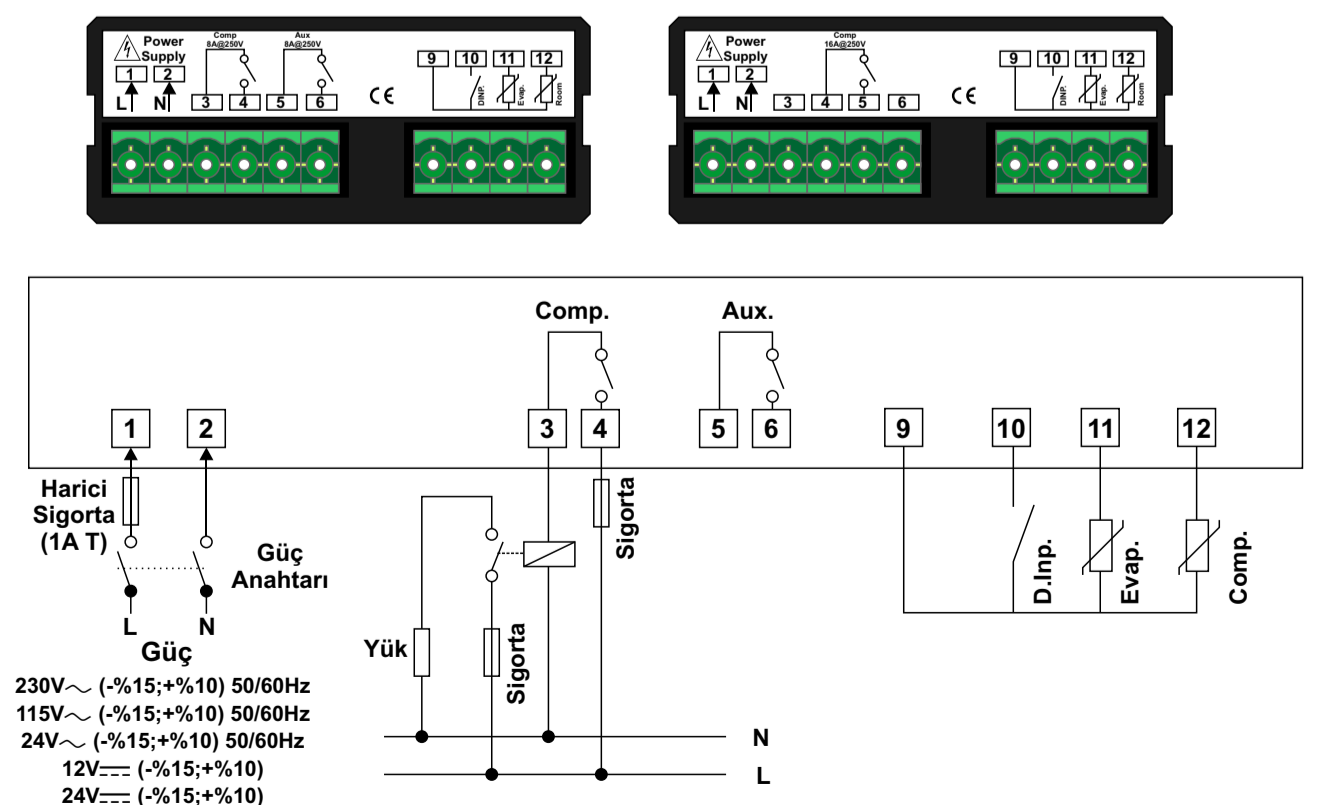 Power
Supply
1 2
L N
Comp
8A@250V
Aux
8A@250V
3 4 5 6
CE
9 10 11 12
DINP.
Evap.
Room
Power
Supply
1 2
L N
Comp
16A@250V
3 4 5 6
CE
9 10 11 12
DINP.
Evap.
Room
Comp. Aux.
1 2 3 4 5 6 9 10 11 12
Harici
Sigorta
(1A T)
Güç
Anahtarı
L N
Güç
230V~ (-%15;+%10) 50/60Hz
115V~ (-%15;+%10) 50/60Hz
24V~ (-%15;+%10) 50/60Hz
12V⎓ (-%15;+%10)
24V⎓ (-%15;+%10)
Yük
Sigorta
Sigorta
N
L
D.Inp.
Evap.
Comp.